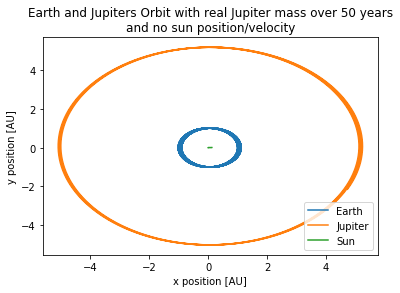 Earth and Jupiters Orbit with real Jupiter mass over 50 years
and no sun position/velocity
y position [AU]
4
2
0
−2
−4
Earth
Jupiter
Sun
−4
−2
0
2
4
x position [AU]